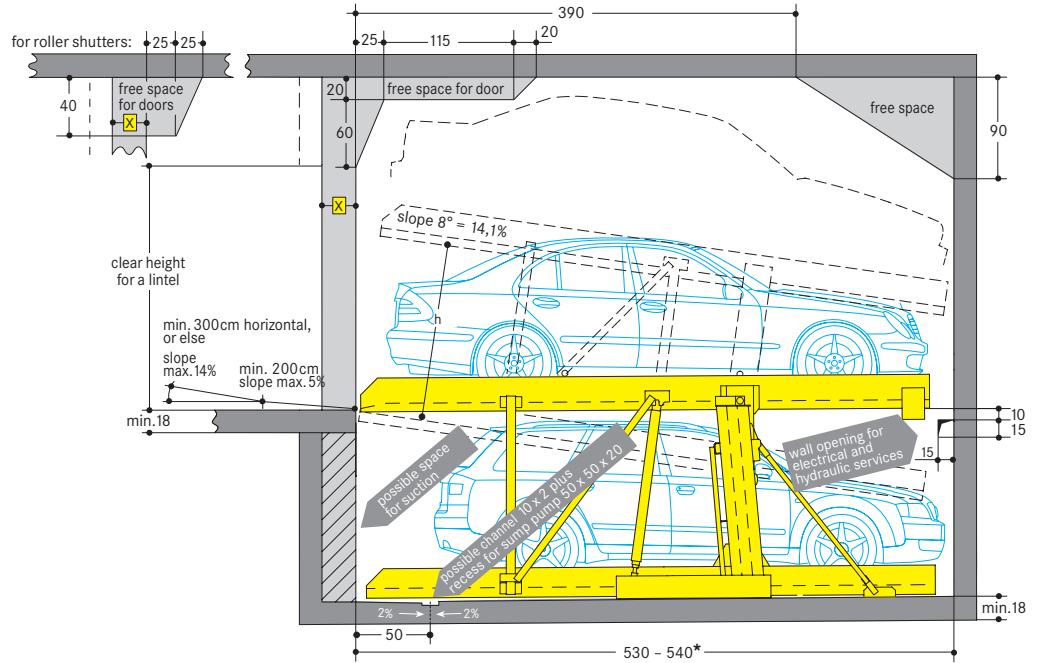 390
for roller shutters:
25
25
25
115
20
40
free space
for doors
X
20
60
free space for door
free space
90
X
slope 8° = 14,1%
clear height
for a lintel
h
min. 300cm horizontal,
or else
slope
max.14%
min. 200cm
slope max.5%
min.18
10
15
15
wall opening for
electrical and
hydraulic services
possible space
for suction
possible channel 10 x 2 plus
recess for sump pump 50 x 50 x 20
2%
2%
min.18
50
530 – 540*